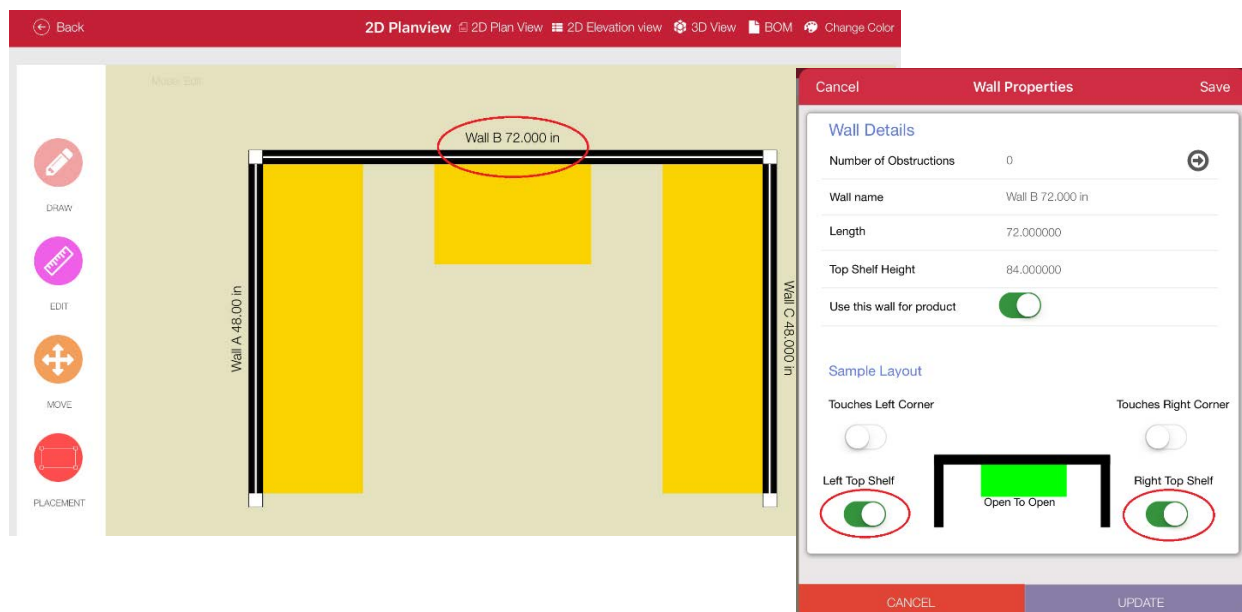 Back
2D Planview 2D Plan View 2D Elevation view 3D View BOM Change Color
Wall B 72.000 in
DRAW
EDIT
MOVE
PLACEMENT
Wall A 48.00 in
Wall C 48.000 in
Cancel Wall Properties Save
Wall Details
Number of Obstructions 0
Wall name Wall B 72.000 in
Length 72.000000
Top Shelf Height 84.000000
Use this wall for product
Sample Layout
Touches Left Corner Touches Right Corner
Left Top Shelf Right Top Shelf
Open To Open
CANCEL UPDATE